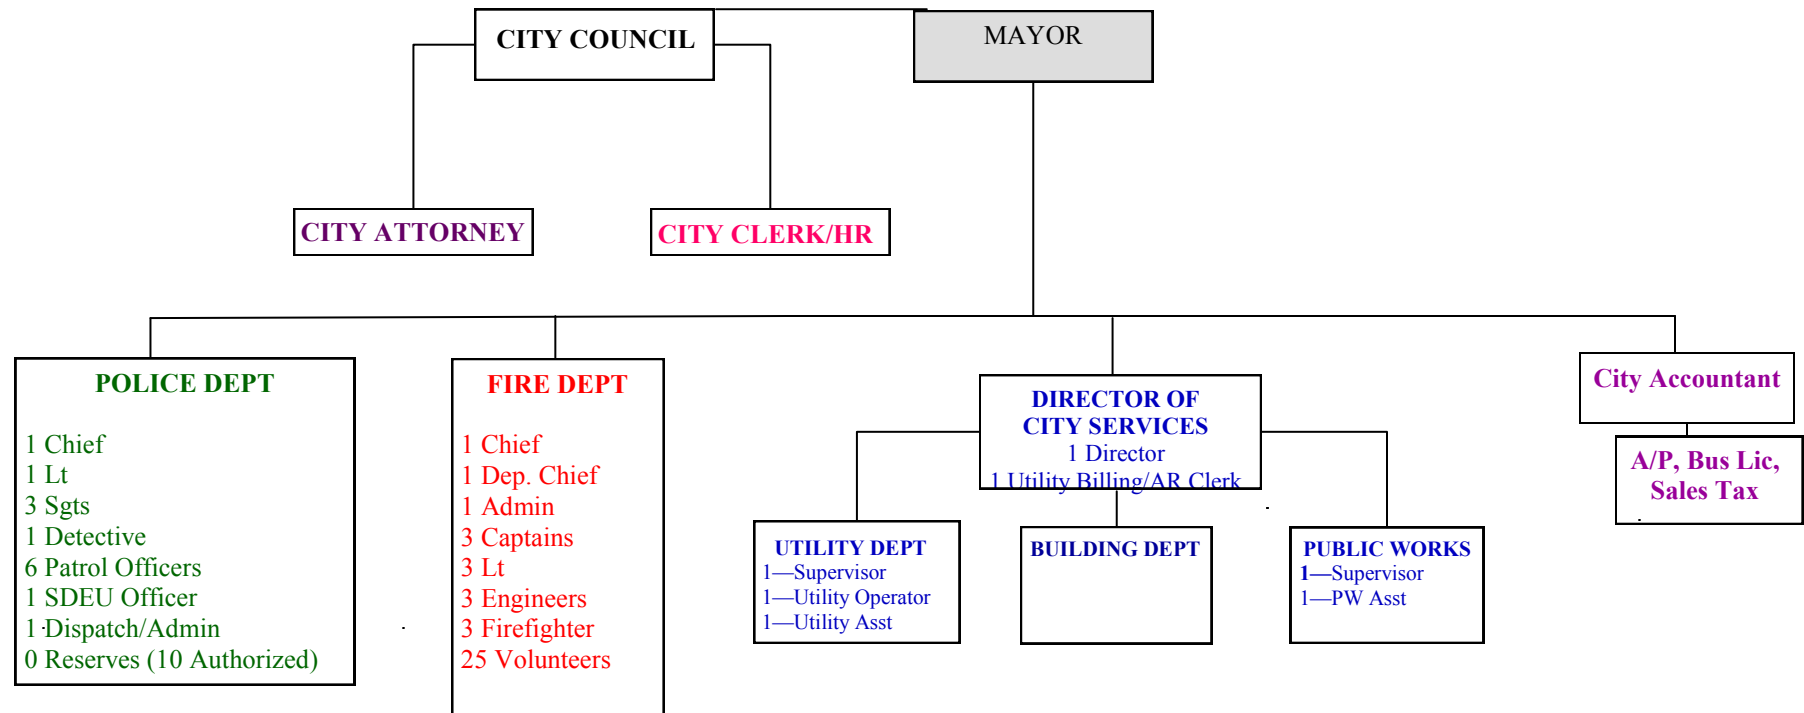 CITY COUNCIL
MAYOR
CITY ATTORNEY
CITY CLERK/HR
POLICE DEPT
1 Chief
1 Lt
3 Sgts
1 Detective
6 Patrol Officers
1 SDEU Officer
1 Dispatch/Admin
0 Reserves (10 Authorized)
FIRE DEPT
1 Chief
1 Dep. Chief
1 Admin
3 Captains
3 Lt
3 Engineers
3 Firefighter
25 Volunteers
DIRECTOR OF
CITY SERVICES
1 Director
1 Utility Billing/AR Clerk
UTILITY DEPT
1—Supervisor
1—Utility Operator
1—Utility Asst
BUILDING DEPT
PUBLIC WORKS
1—Supervisor
1—PW Asst
City Accountant
A/P, Bus Lic,
Sales Tax